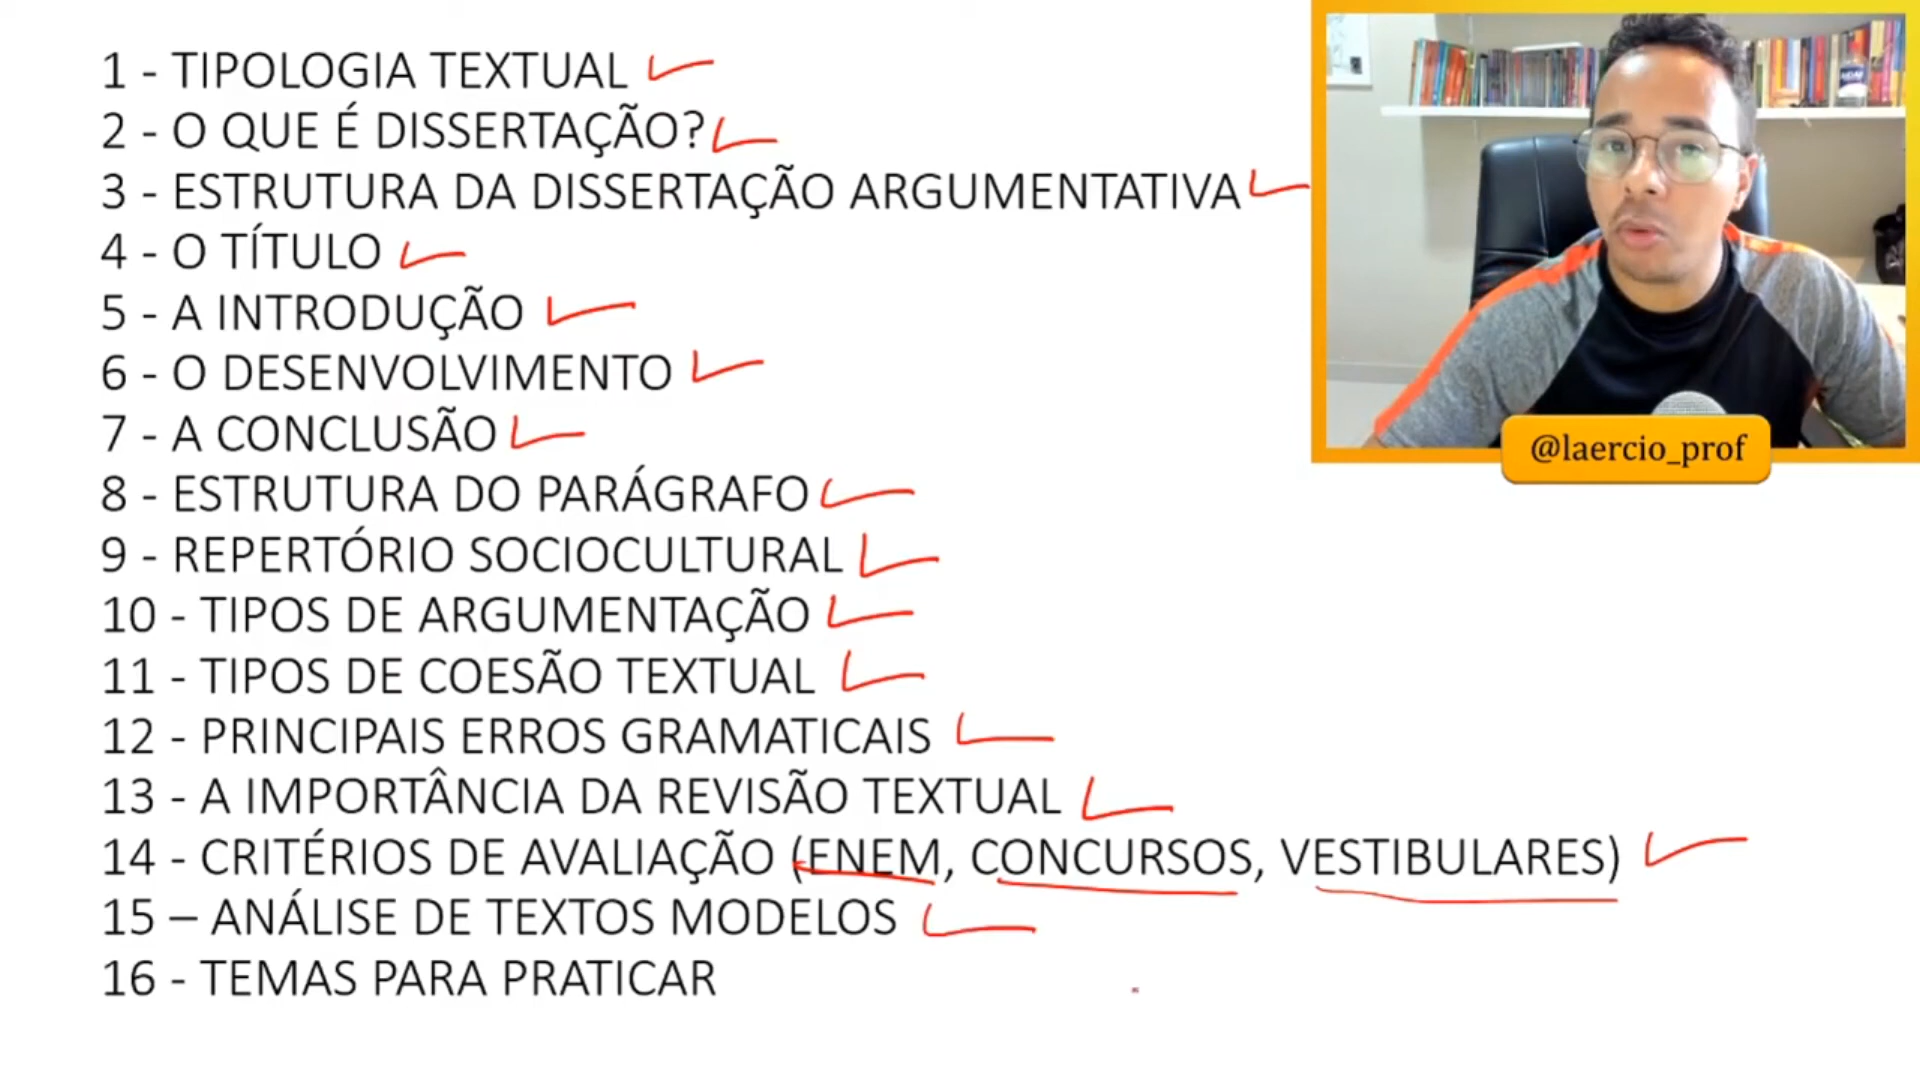 1 - TIPOLOGIA TEXTUAL
2 - O QUE É DISSERTAÇÃO?
3 - ESTRUTURA DA DISSERTAÇÃO ARGUMENTATIVA
4 - O TÍTULO
5 - A INTRODUÇÃO
6 - O DESENVOLVIMENTO
7 - A CONCLUSÃO
8 - ESTRUTURA DO PARÁGRAFO
9 - REPERTÓRIO SOCIOCULTURAL
10 - TIPOS DE ARGUMENTAÇÃO
11 - TIPOS DE COESÃO TEXTUAL
12 - PRINCIPAIS ERROS GRAMATICAIS
13 - A IMPORTÂNCIA DA REVISÃO TEXTUAL
14 - CRITÉRIOS DE AVALIAÇÃO (ENEM, CONCURSOS, VESTIBULARES)
15 – ANÁLISE DE TEXTOS MODELOS
16 - TEMAS PARA PRATICAR
@laercio_prof